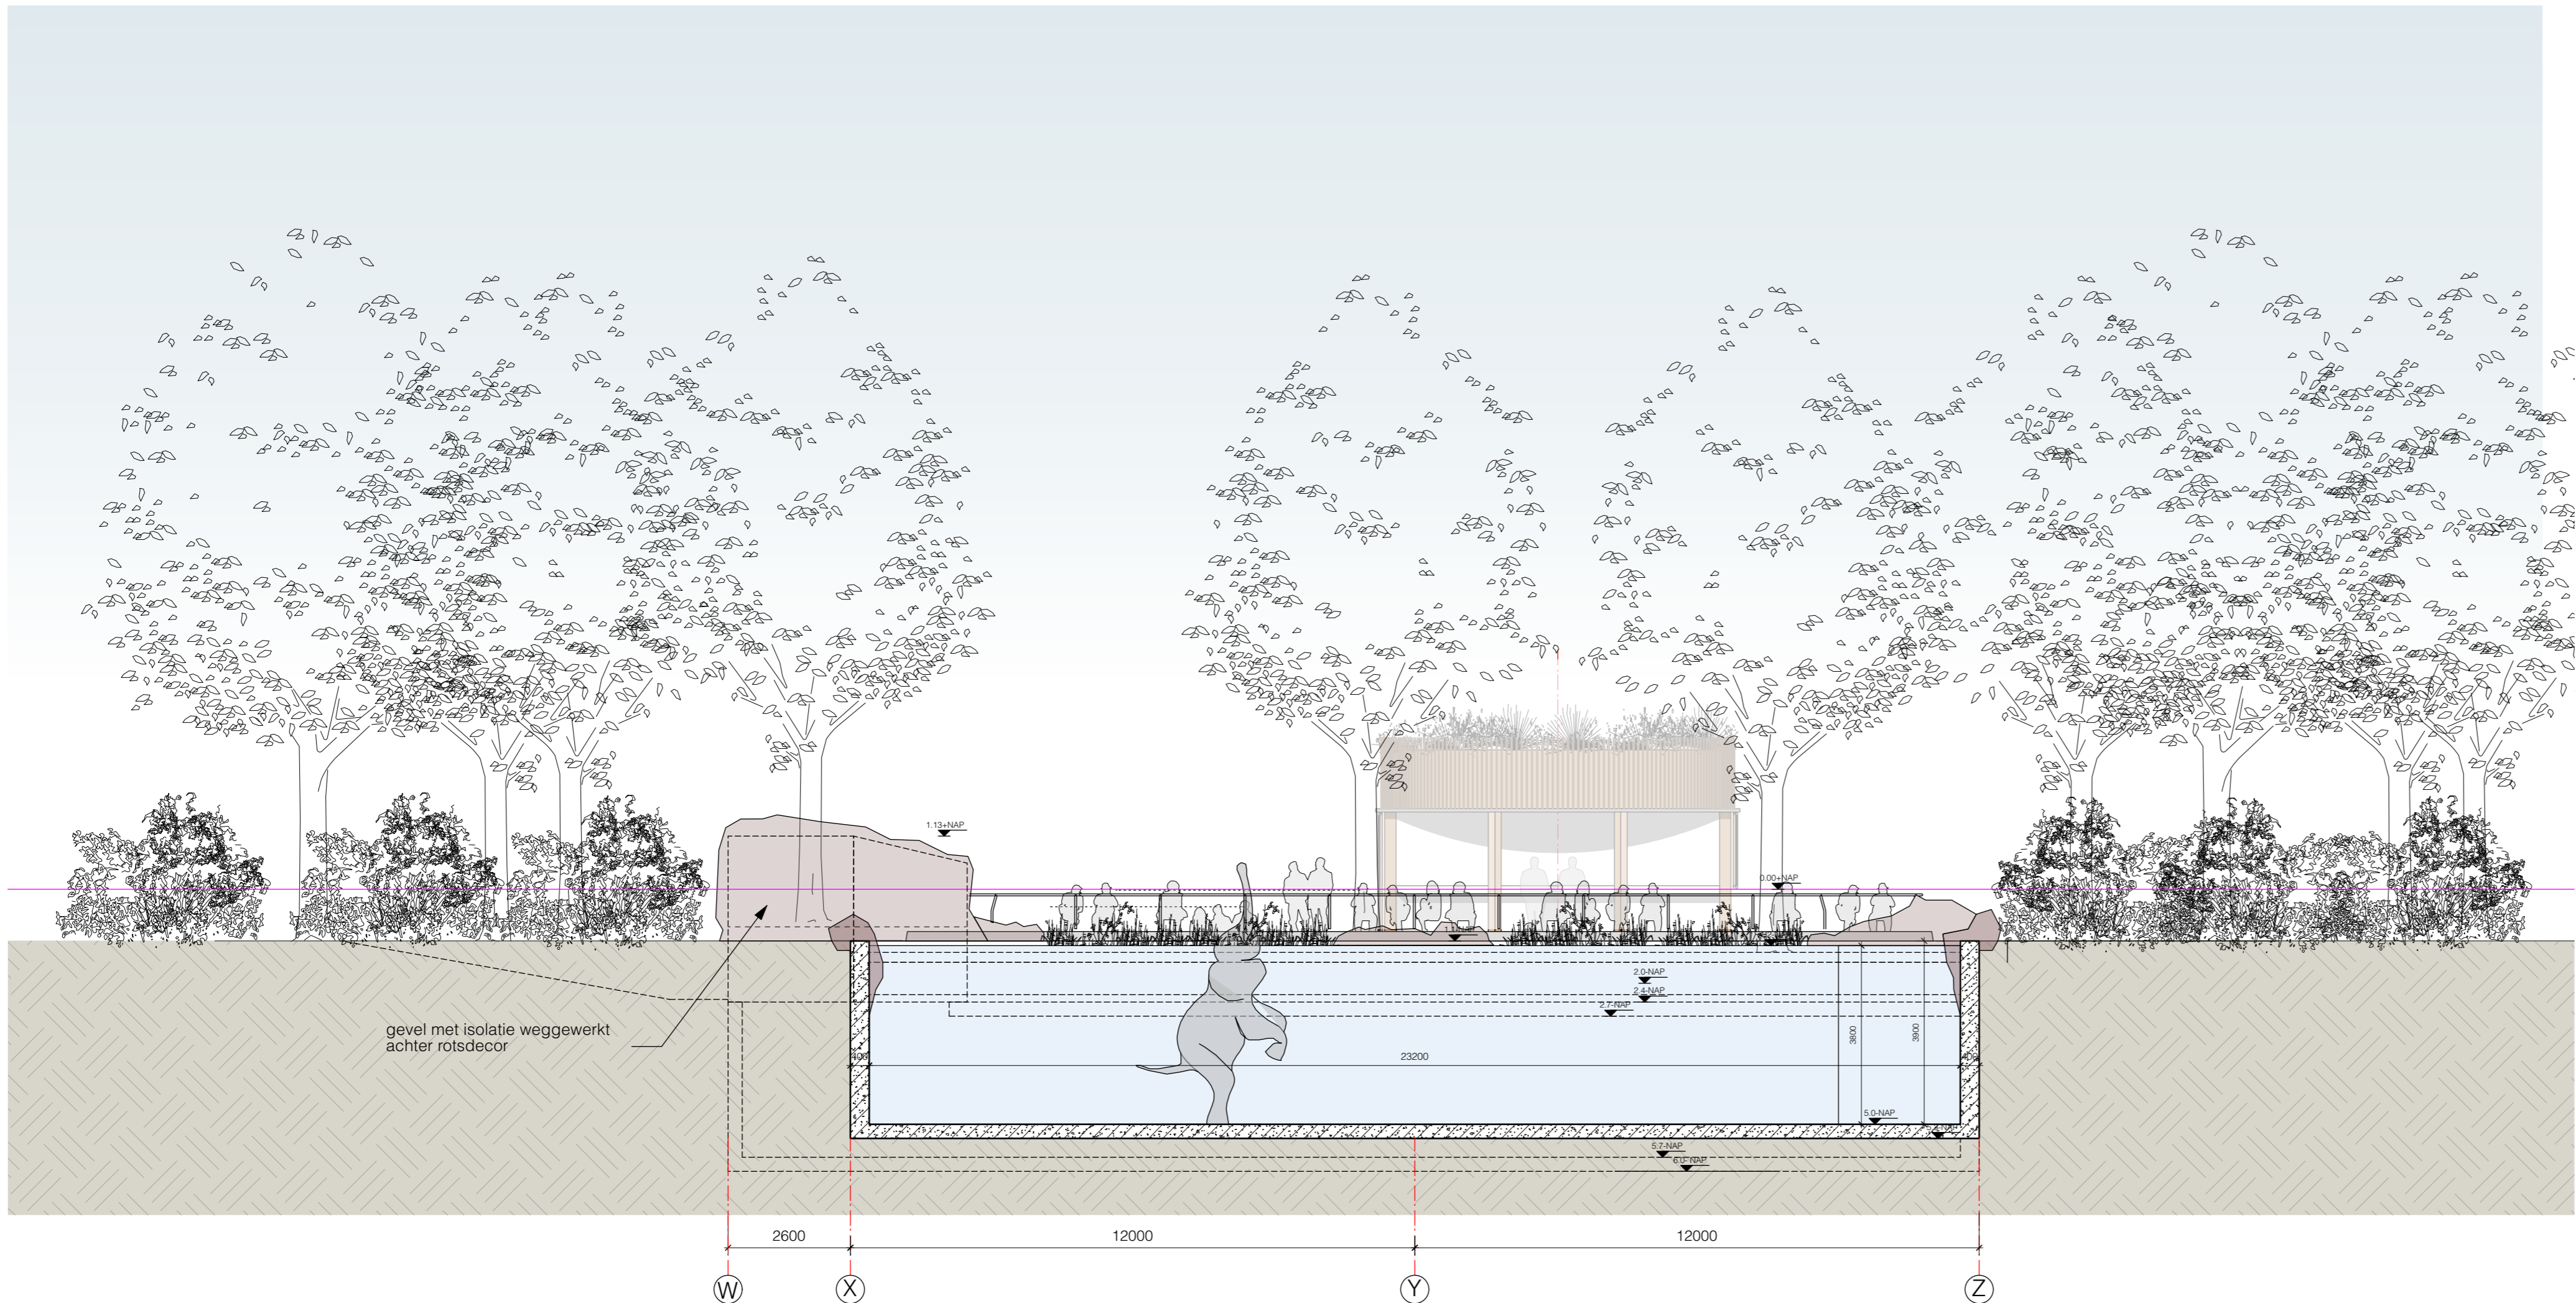 1.13+NAP
0.00+NAP
2.0-NAP
2.4-NAP
2.7-NAP
gevel met isolatie weggewerkt
achter rotsdecor
3800
3900
400
23200
400
5.0-NAP
5.7-NAP
6.0-NAP
2600
12000
12000
W
X
Y
Z